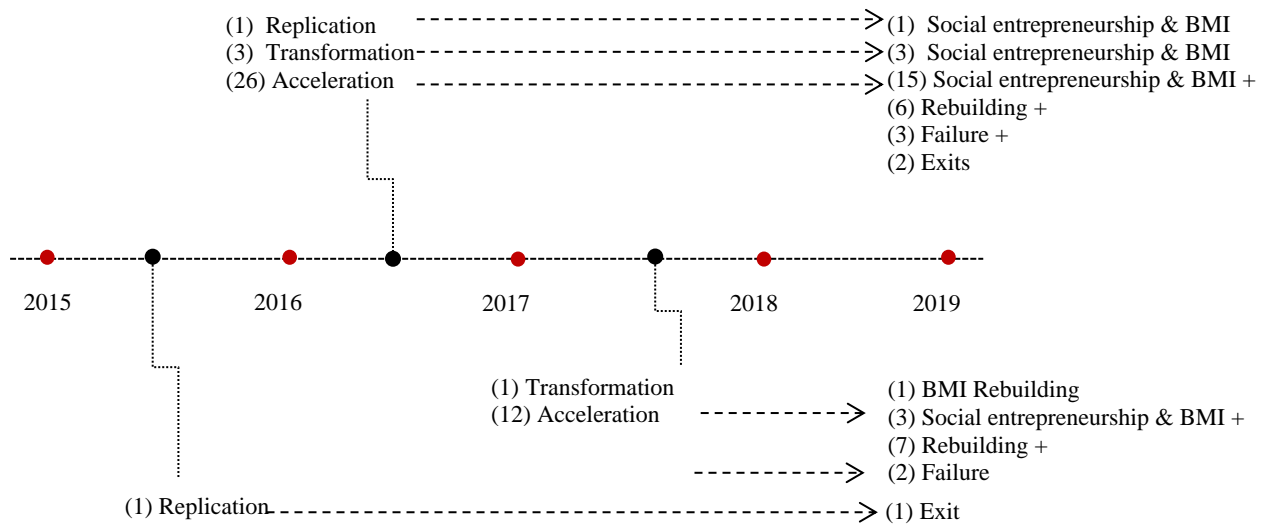 (1) Replication
(3) Transformation
(26) Acceleration
(1) Social entrepreneurship & BMI
(3) Social entrepreneurship & BMI
(15) Social entrepreneurship & BMI +
(6) Rebuilding +
(3) Failure +
(2) Exits
2015
2016
2017
2018
2019
(1) Transformation
(12) Acceleration
(1) BMI Rebuilding
(3) Social entrepreneurship & BMI +
(7) Rebuilding +
(2) Failure
(1) Replication
(1) Exit